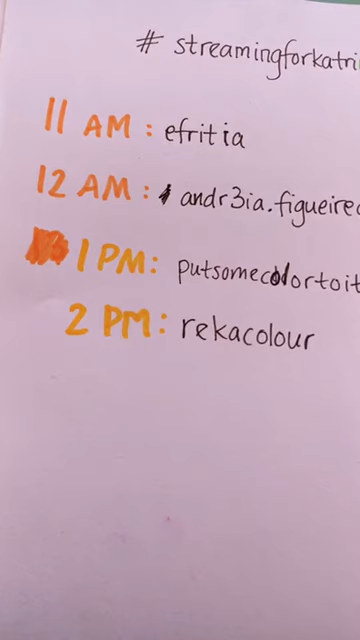 # streamingforkatri
11 AM : efritia
12 AM : andr3ia.figueire
1 PM: putsomecolortoit
2 PM: rekacolour